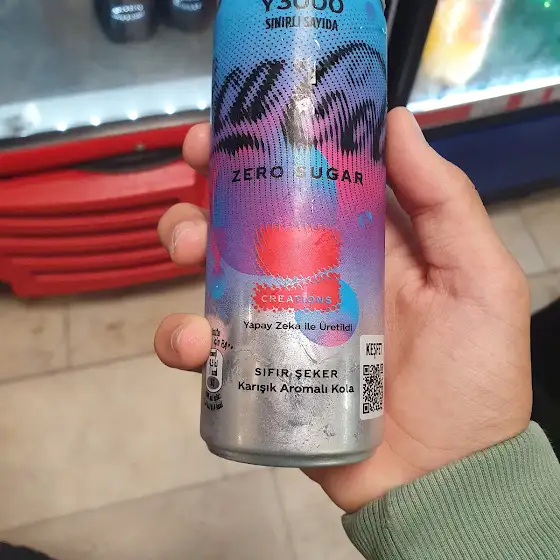 Y3000
SINIRLI SAYIDA
ZERO SUGAR
CREATIONS
Yapay Zeka ile Üretildi
KEŞFET
SIFIR ŞEKER
Karışık Aromalı Kola